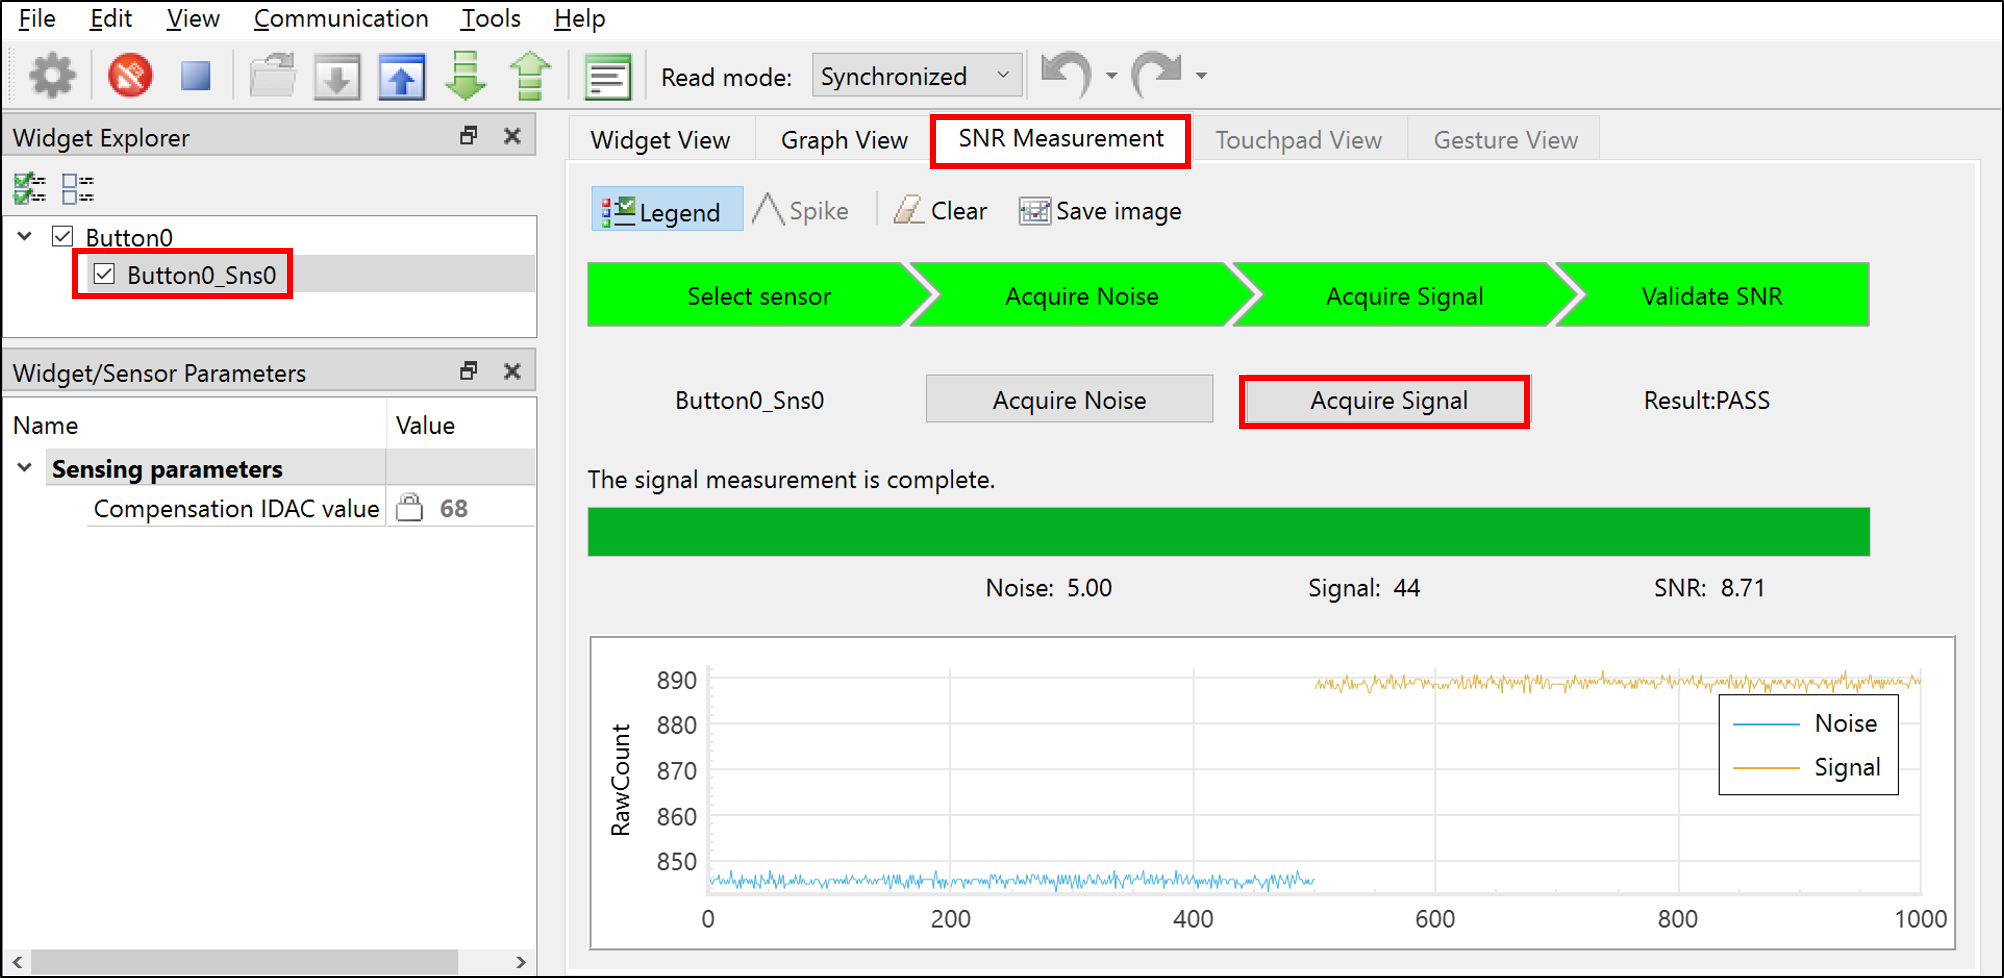 File Edit View Communication Tools Help
Read mode: Synchronized
Widget Explorer
Button0
Button0_Sns0
Widget/Sensor Parameters
Name Value
Sensing parameters
Compensation IDAC value 68
Widget View Graph View SNR Measurement Touchpad View Gesture View
Legend Spike Clear Save image
Select sensor Acquire Noise Acquire Signal Validate SNR
Button0_Sns0 Acquire Noise Acquire Signal Result:PASS
The signal measurement is complete.
Noise: 5.00 Signal: 44 SNR: 8.71
RawCount
890
880
870
860
850
0 200 400 600 800 1000
Noise
Signal